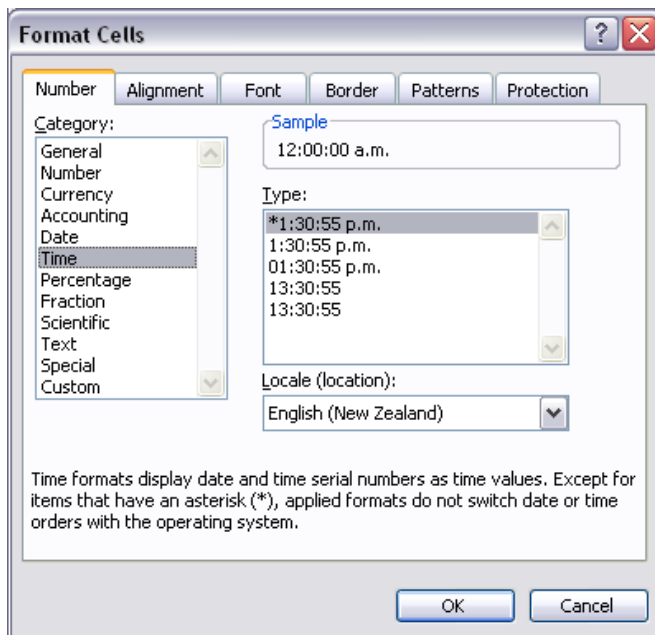 Format Cells
?
Number Alignment Font Border Patterns Protection
Category:
General
Number
Currency
Accounting
Date
Time
Percentage
Fraction
Scientific
Text
Special
Custom
Sample
12:00:00 a.m.
Type:
*1:30:55 p.m.
1:30:55 p.m.
01:30:55 p.m.
13:30:55
13:30:55
Locale (location):
English (New Zealand)
Time formats display date and time serial numbers as time values. Except for
items that have an asterisk (*), applied formats do not switch date or time
orders with the operating system.
OK Cancel